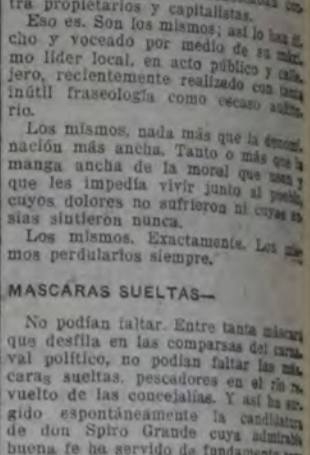 tra propietarios y capitalistas.
Eso es. Son los mismos; así lo han di-
cho y voceado por medio de su máxi-
mo líder local, en acto público y calle-
jero, recientemente realizado con tanta
inútil fraseología como escaso audito-
rio.
Los mismos, nada más que la denomi-
nación más ancha. Tanto o más que la
manga ancha de la moral que usan y
que les impedía vivir junto al pueblo,
cuyos dolores no sufrieron ni cuyas an-
sias sintieron nunca.
Los mismos. Exactamente. Los mis-
mos perdularios siempre.
MASCARAS SUELTAS—
No podían faltar. Entre tanta máscara
que desfila en las comparsas del carna-
val político, no podían faltar las más-
caras sueltas, pescadores en el río re-
vuelto de las concejalías. Y así ha sur-
gido espontáneamente la candidatura
de don Spiro Grande cuya admirable
buena fe ha servido de fundamento